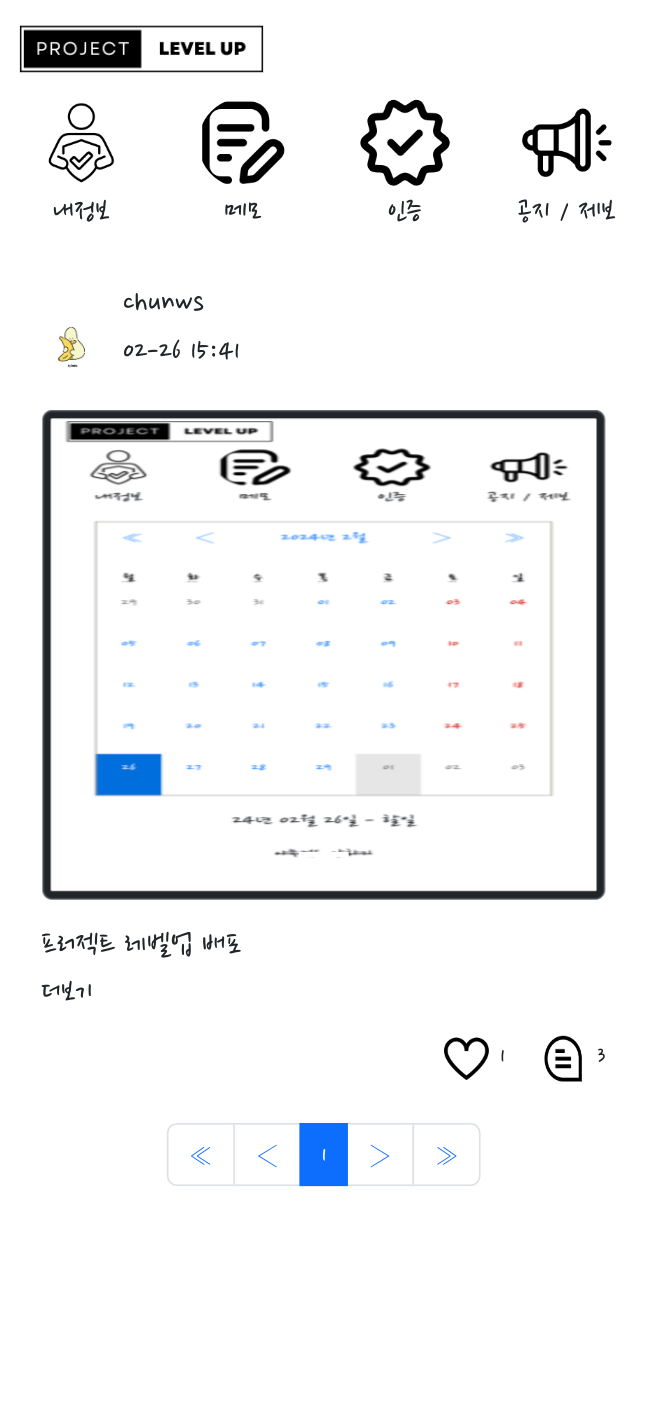 PROJECT LEVEL UP
내정보 메모 인증 공지 / 제보
chunws
02-26 15:41
PROJECT LEVEL UP
내정보 메모 인증 공지 / 제보
2024년 2월
월 화 수 목 금 토 일
29 30 31 01 02 03 04
05 06 07 08 09 10 11
12 13 14 15 16 17 18
19 20 21 22 23 24 25
26 27 28 29 01 02 03
24년 02월 26일 - 할일
프러젝트 레벨업 배포
더보기
1 3
1